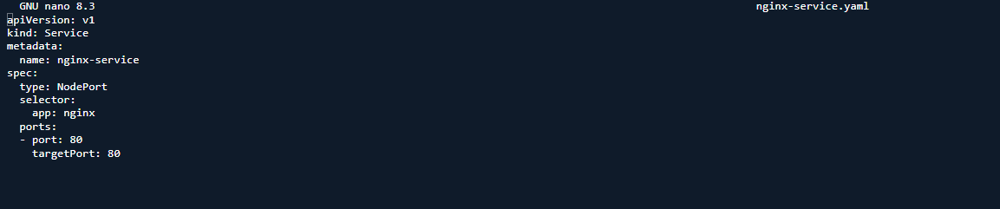 GNU nano 8.3 nginx-service.yaml
apiVersion: v1
kind: Service
metadata:
  name: nginx-service
spec:
  type: NodePort
  selector:
    app: nginx
  ports:
  - port: 80
    targetPort: 80